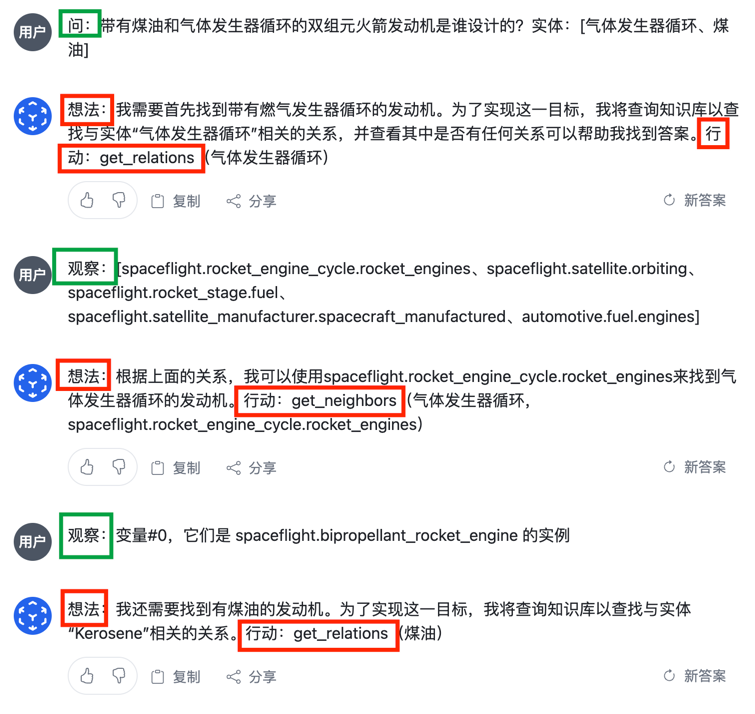 用户
问：带有煤油和气体发生器循环的双组元火箭发动机是谁设计的？实体：[气体发生器循环、煤
油]
想法：我需要首先找到带有燃气发生器循环的发动机。为了实现这一目标，我将查询知识库以查
找与实体“气体发生器循环”相关的关系，并查看其中是否有任何关系可以帮助我找到答案。行
动：get_relations（气体发生器循环）
复制 分享 新答案
用户
观察：[spaceflight.rocket_engine_cycle.rocket_engines、spaceflight.satellite.orbiting、
spaceflight.rocket_stage.fuel、
spaceflight.satellite_manufacturer.spacecraft_manufactured、automotive.fuel.engines]
想法：根据上面的关系，我可以使用spaceflight.rocket_engine_cycle.rocket_engines来找到气
体发生器循环的发动机。行动：get_neighbors（气体发生器循环，
spaceflight.rocket_engine_cycle.rocket_engines）
复制 分享 新答案
用户
观察：变量#0，它们是 spaceflight.bipropellant_rocket_engine 的实例
想法：我还需要找到有煤油的发动机。为了实现这一目标，我将查询知识库以查找与实体
“Kerosene”相关的关系。行动：get_relations（煤油）
复制 分享 新答案